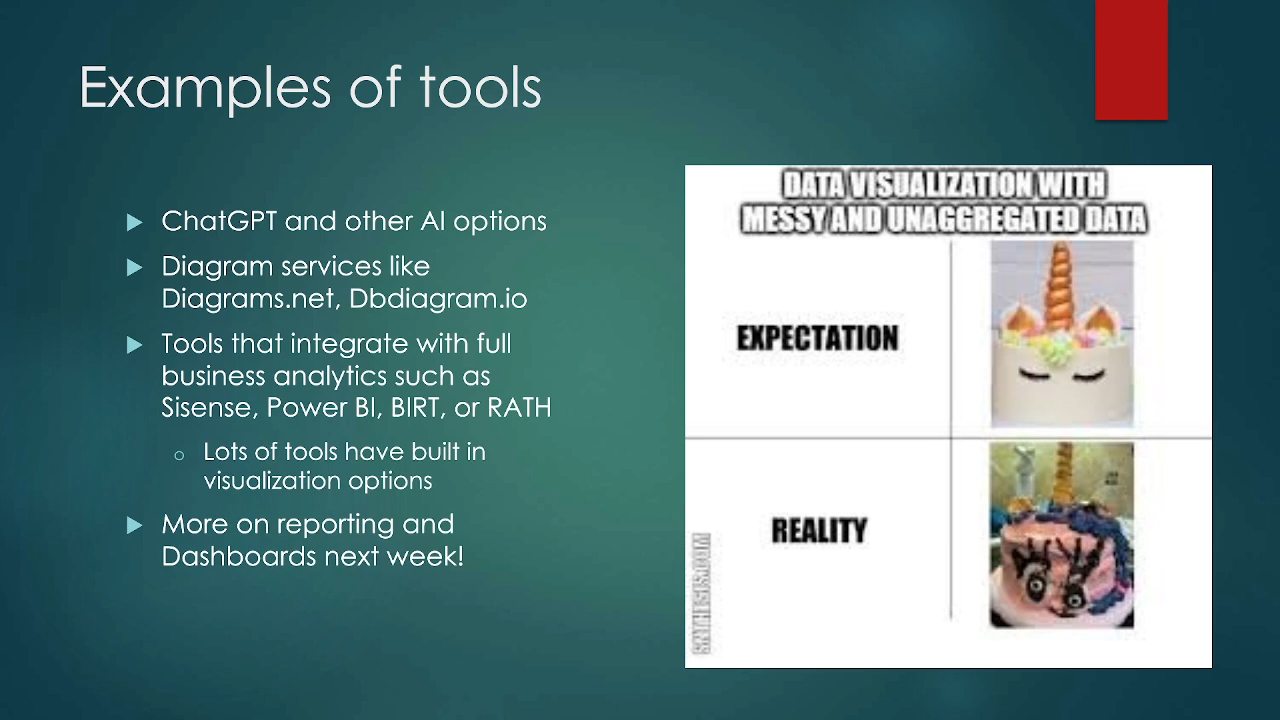 Examples of tools
ChatGPT and other AI options
Diagram services like
Diagrams.net, Dbdiagram.io
Tools that integrate with full
business analytics such as
Sisense, Power BI, BIRT, or RATH
Lots of tools have built in
visualization options
More on reporting and
Dashboards next week!
DATA VISUALIZATION WITH
MESSY AND UNAGGREGATED DATA
EXPECTATION
REALITY